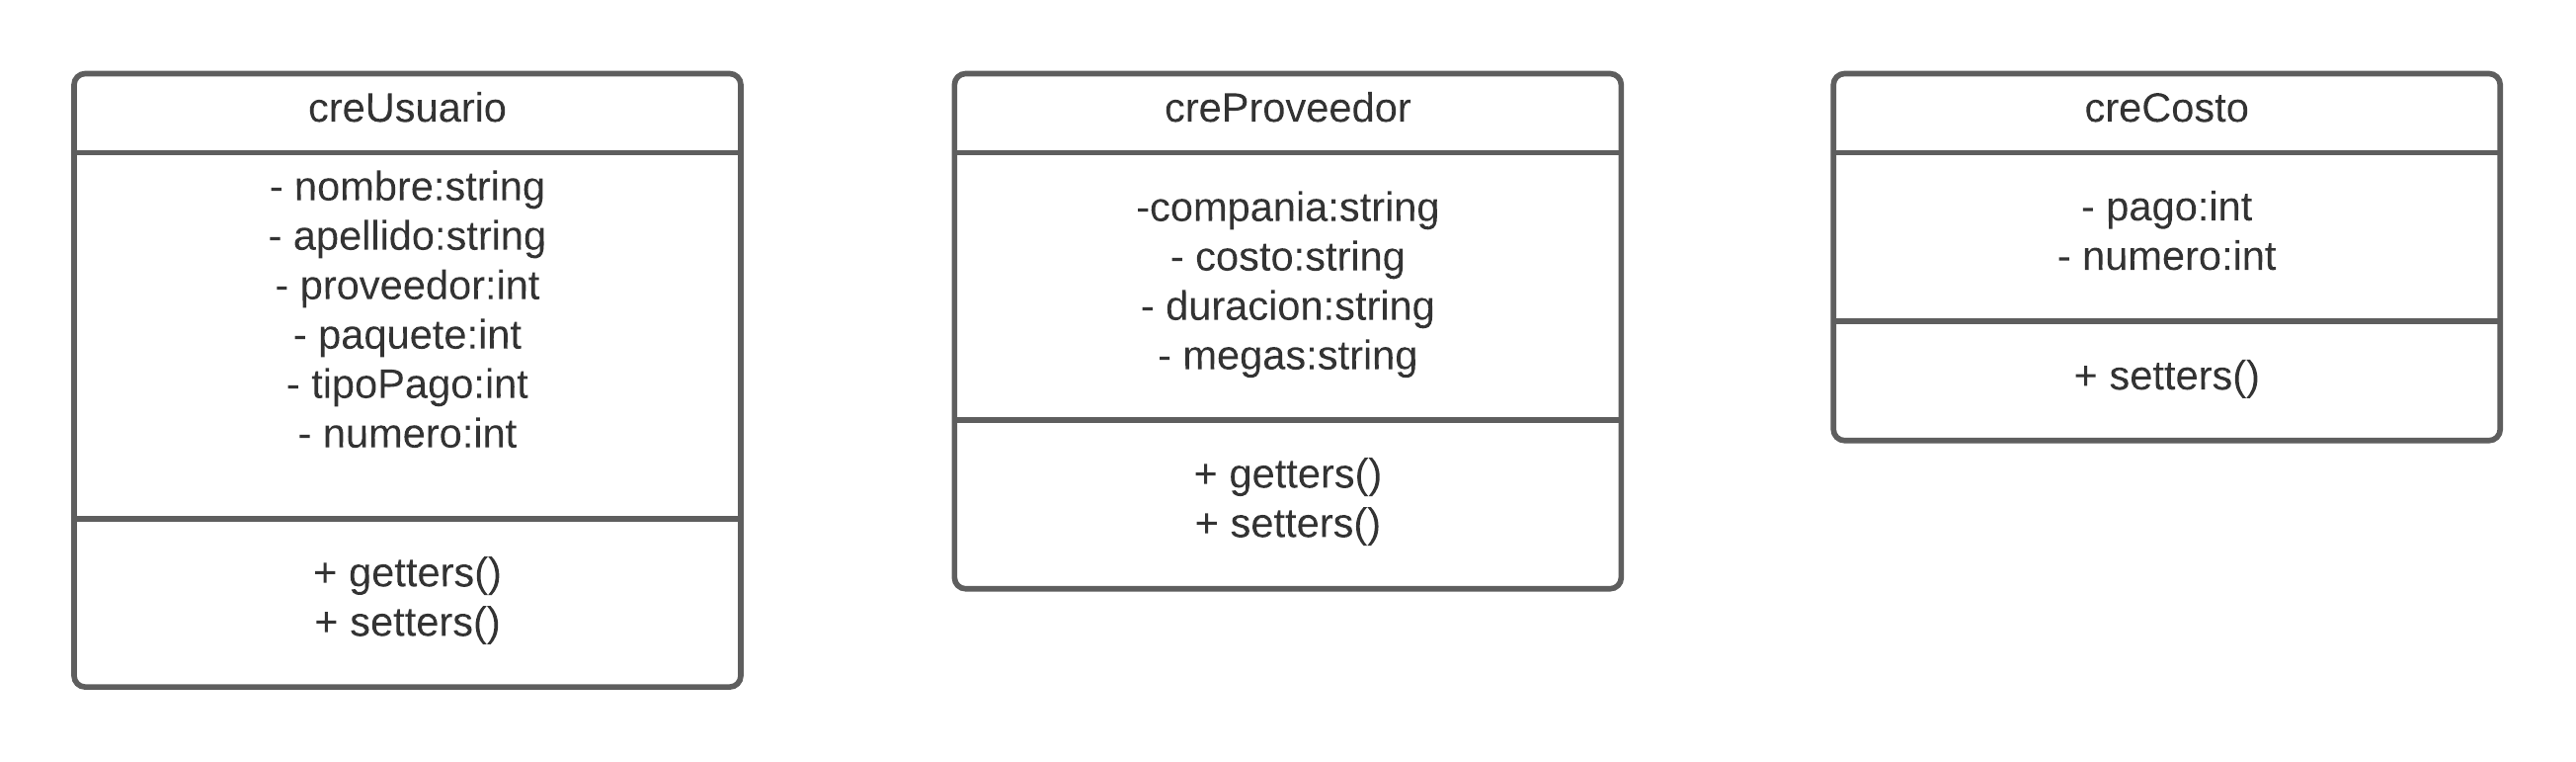 creUsuario
- nombre:string
- apellido:string
- proveedor:int
- paquete:int
- tipoPago:int
- numero:int
+ getters()
+ setters()
creProveedor
-compania:string
- costo:string
- duracion:string
- megas:string
+ getters()
+ setters()
creCosto
- pago:int
- numero:int
+ setters()